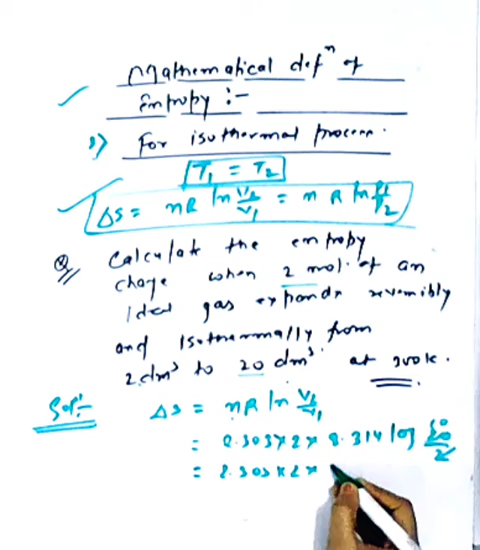 Mathematical defⁿ of
Entropy :-
1) For isothermal process.
T₁ = T₂
ΔS = nR ln V₂/V₁ = nR ln P₁/P₂
Q Calculate the entropy
change when 2 mol. of an
ideal gas expands reversibly
and isothermally from
2 dm³ to 20 dm³ at 300K.
Solⁿ:- ΔS = nR ln V₂/V₁
= 2.303 × 2 × 8.314 log 20/2
= 2.303 × 2 ×